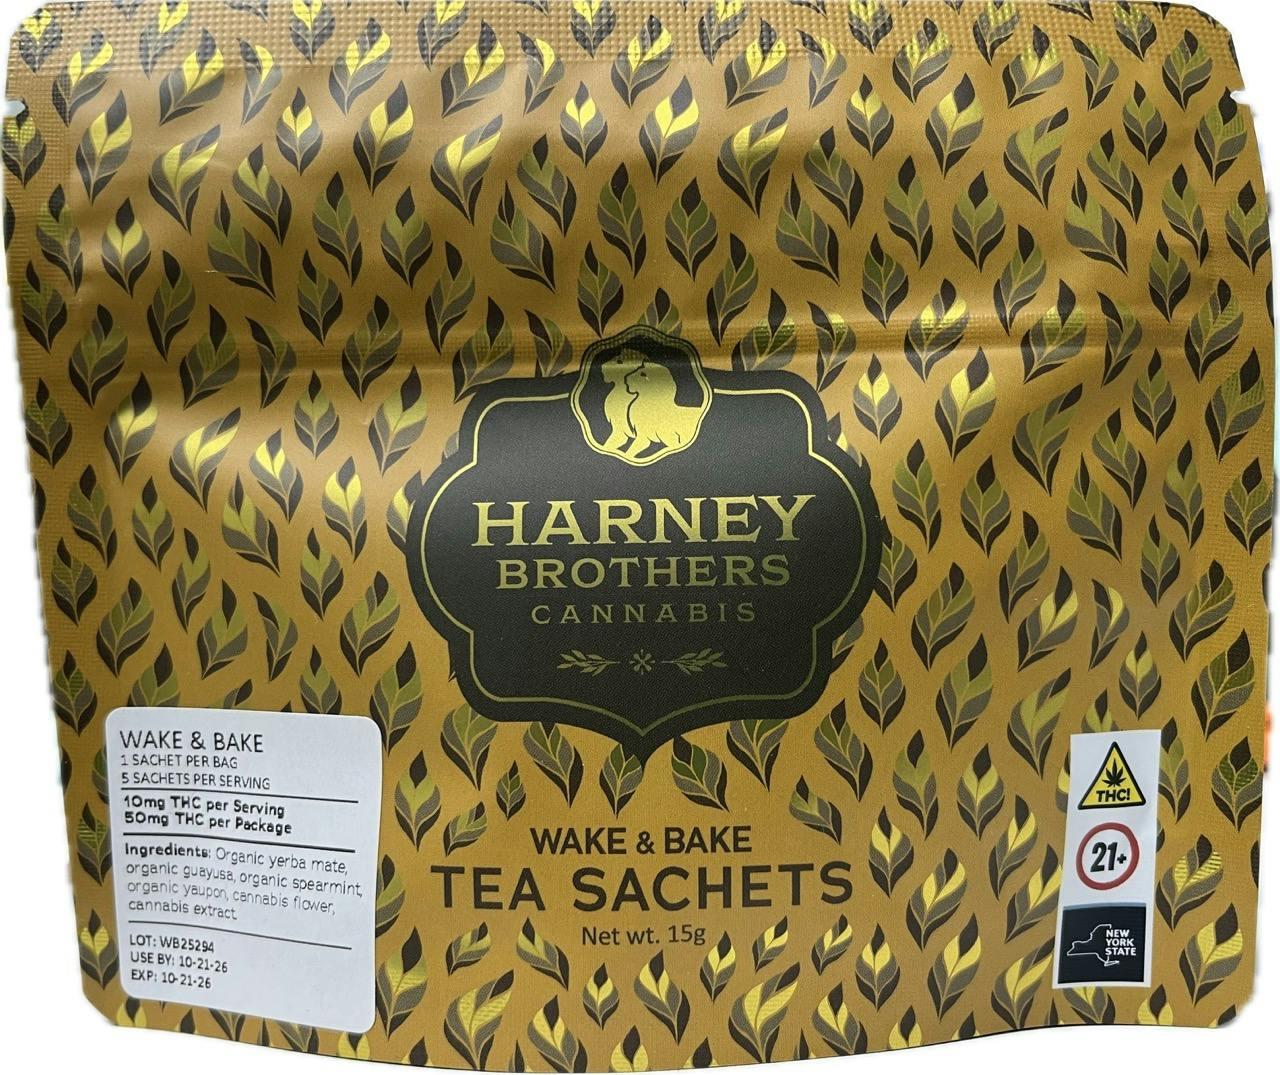 HARNEY
BROTHERS
CANNABIS
WAKE & BAKE
TEA SACHETS
Net wt. 15g
WAKE & BAKE
1 SACHET PER BAG
5 SACHETS PER SERVING
10mg THC per Serving
50mg THC per Package
Ingredients: Organic yerba mate,
organic guayusa, organic spearmint,
organic yaupon, cannabis flower,
cannabis extract.
LOT: WB25294
USE BY: 10-21-26
EXP: 10-21-26
THC!
21+
NEW
YORK
STATE